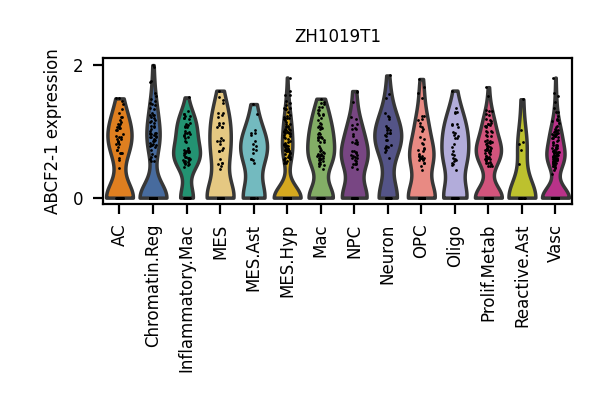 ZH1019T1
ABCF2-1 expression
2
0
AC
Chromatin.Reg
Inflammatory.Mac
MES
MES.Ast
MES.Hyp
Mac
NPC
Neuron
OPC
Oligo
Prolif.Metab
Reactive.Ast
Vasc